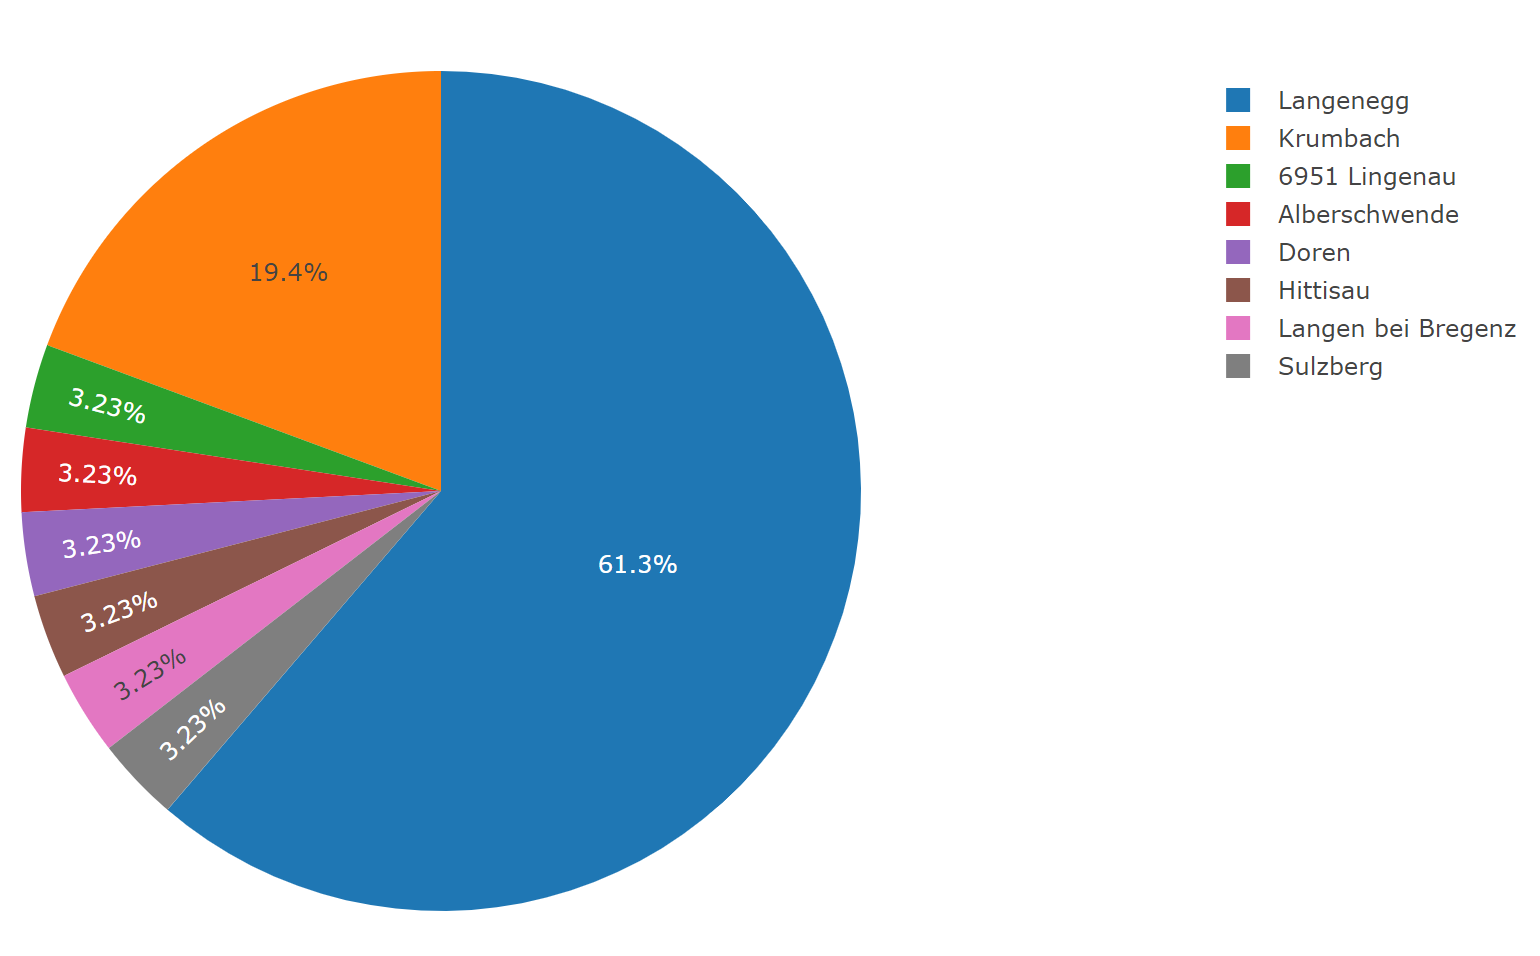 Langenegg
Krumbach
6951 Lingenau
Alberschwende
Doren
Hittisau
Langen bei Bregenz
Sulzberg
19.4%
3.23%
3.23%
3.23%
3.23%
3.23%
3.23%
61.3%